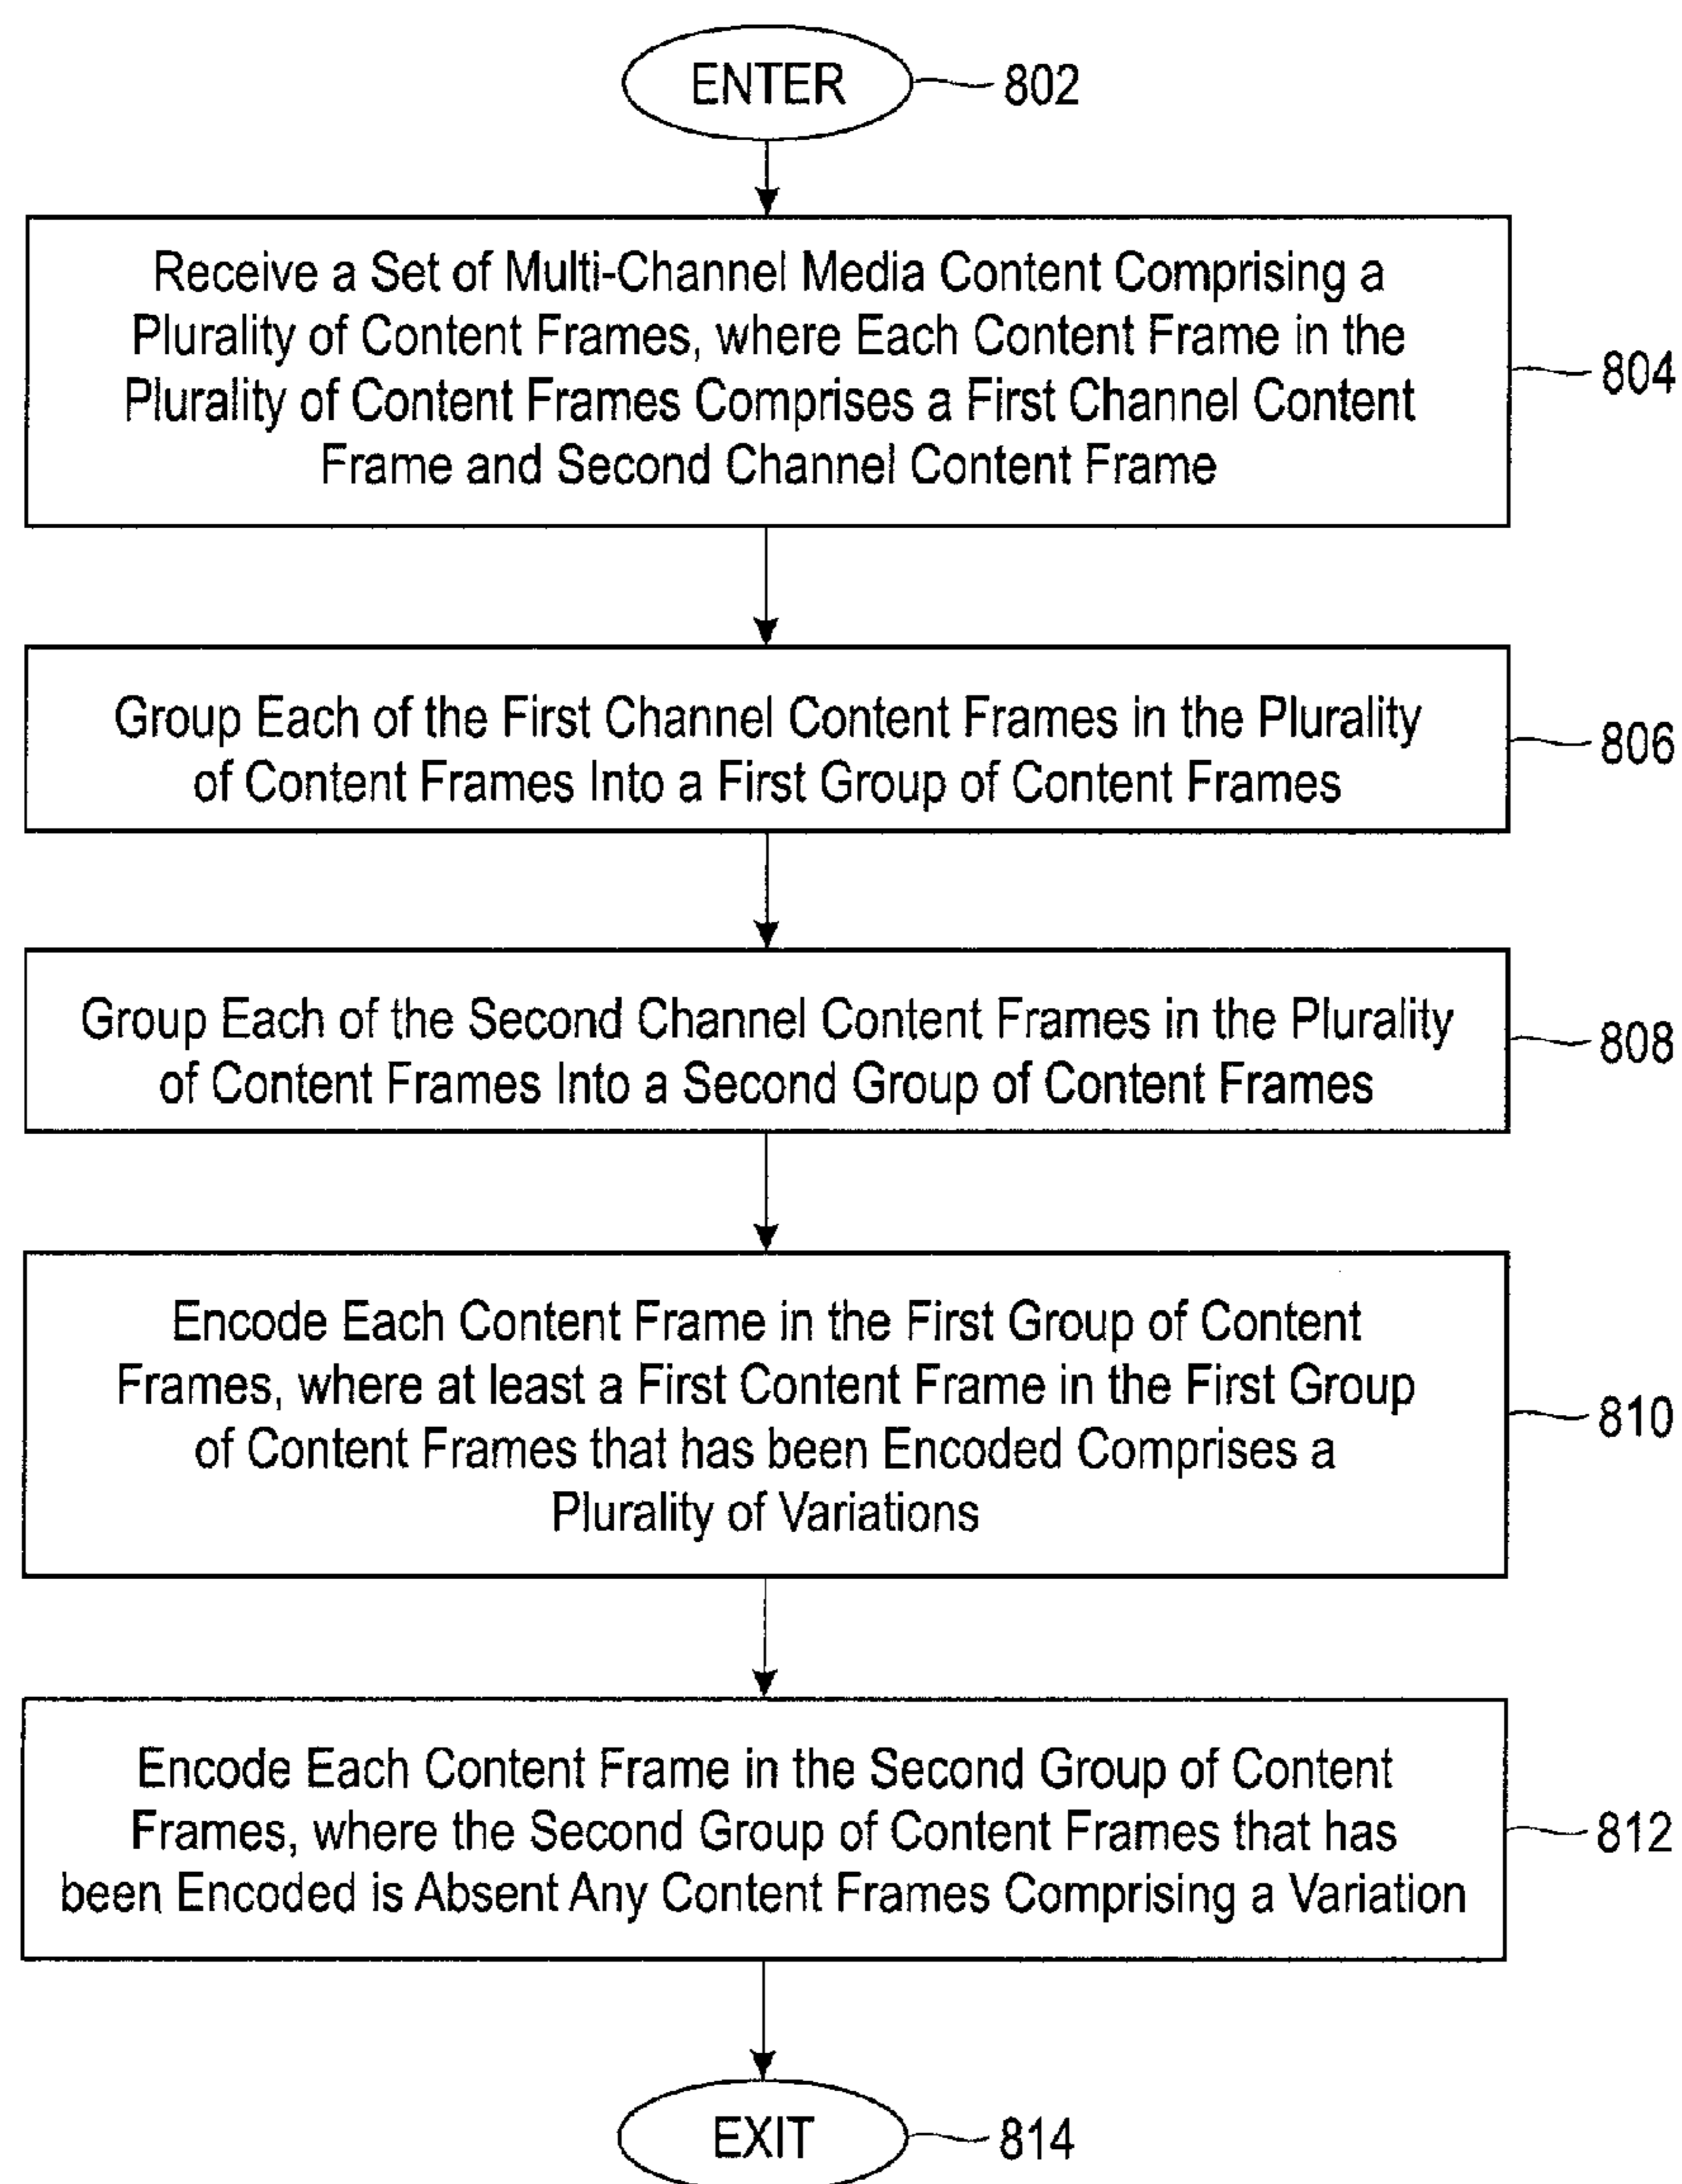 ENTER
802
Receive a Set of Multi-Channel Media Content Comprising a
Plurality of Content Frames, where Each Content Frame in the
Plurality of Content Frames Comprises a First Channel Content
Frame and Second Channel Content Frame
804
Group Each of the First Channel Content Frames in the Plurality
of Content Frames Into a First Group of Content Frames
806
Group Each of the Second Channel Content Frames in the Plurality
of Content Frames Into a Second Group of Content Frames
808
Encode Each Content Frame in the First Group of Content
Frames, where at least a First Content Frame in the First Group
of Content Frames that has been Encoded Comprises a
Plurality of Variations
810
Encode Each Content Frame in the Second Group of Content
Frames, where the Second Group of Content Frames that has
been Encoded is Absent Any Content Frames Comprising a Variation
812
EXIT
814